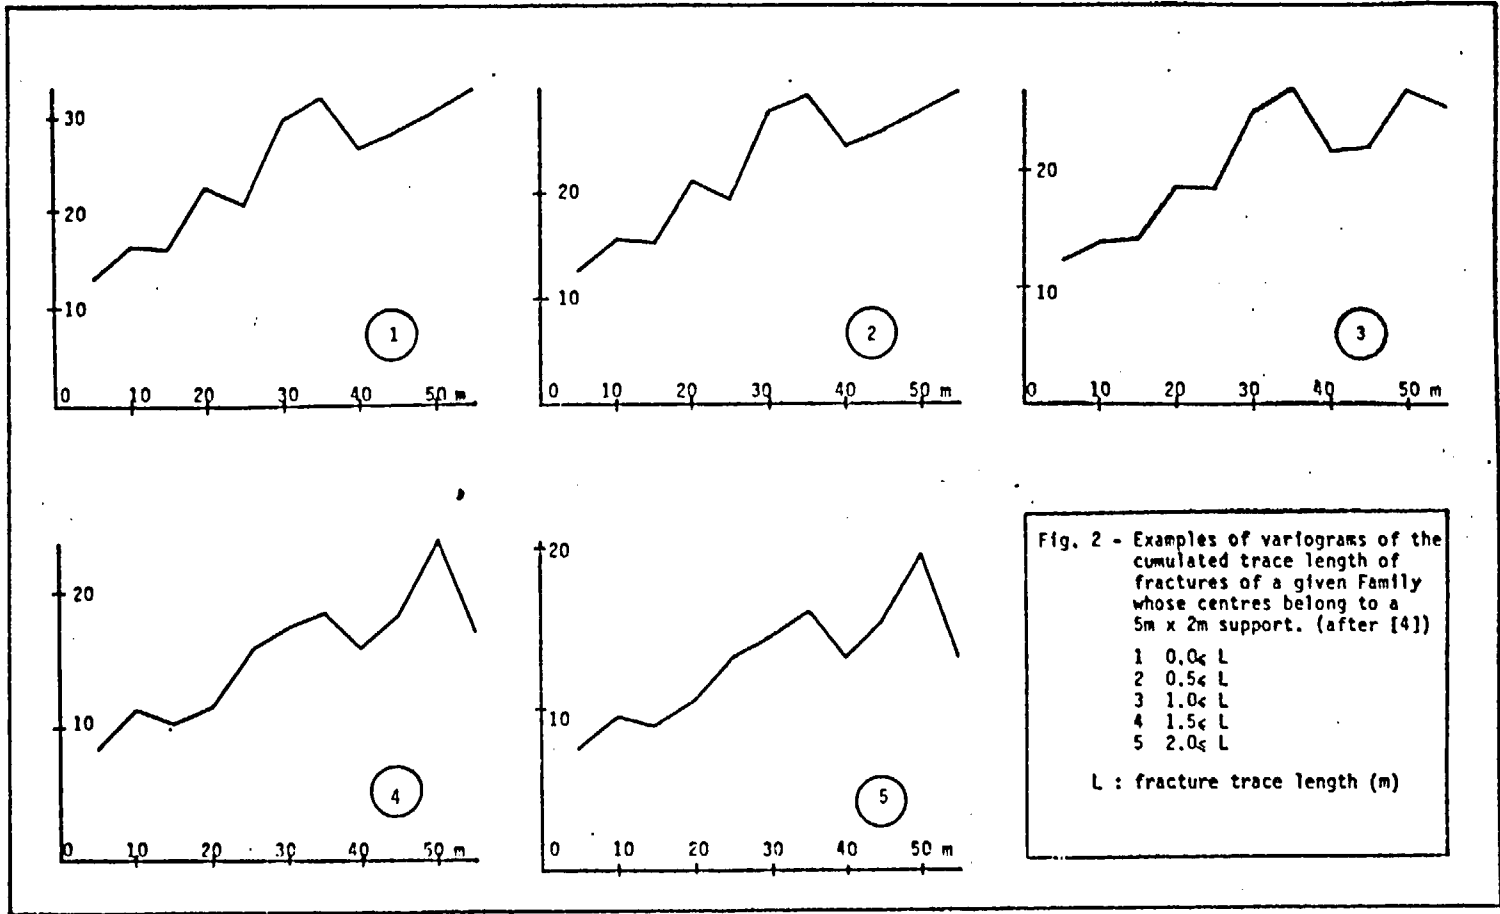 30
20
10
1
0 10 20 30 40 50 m
20
10
2
0 10 20 30 40 50 m
20
10
3
0 10 20 30 40 50 m
20
10
4
0 10 20 30 40 50 m
20
10
5
0 10 20 30 40 50 m
Fig. 2 - Examples of variograms of the
cumulated trace length of
fractures of a given Family
whose centres belong to a
5m x 2m support. (after [4])
1 0.0≤ L
2 0.5≤ L
3 1.0≤ L
4 1.5≤ L
5 2.0≤ L
L : fracture trace length (m)